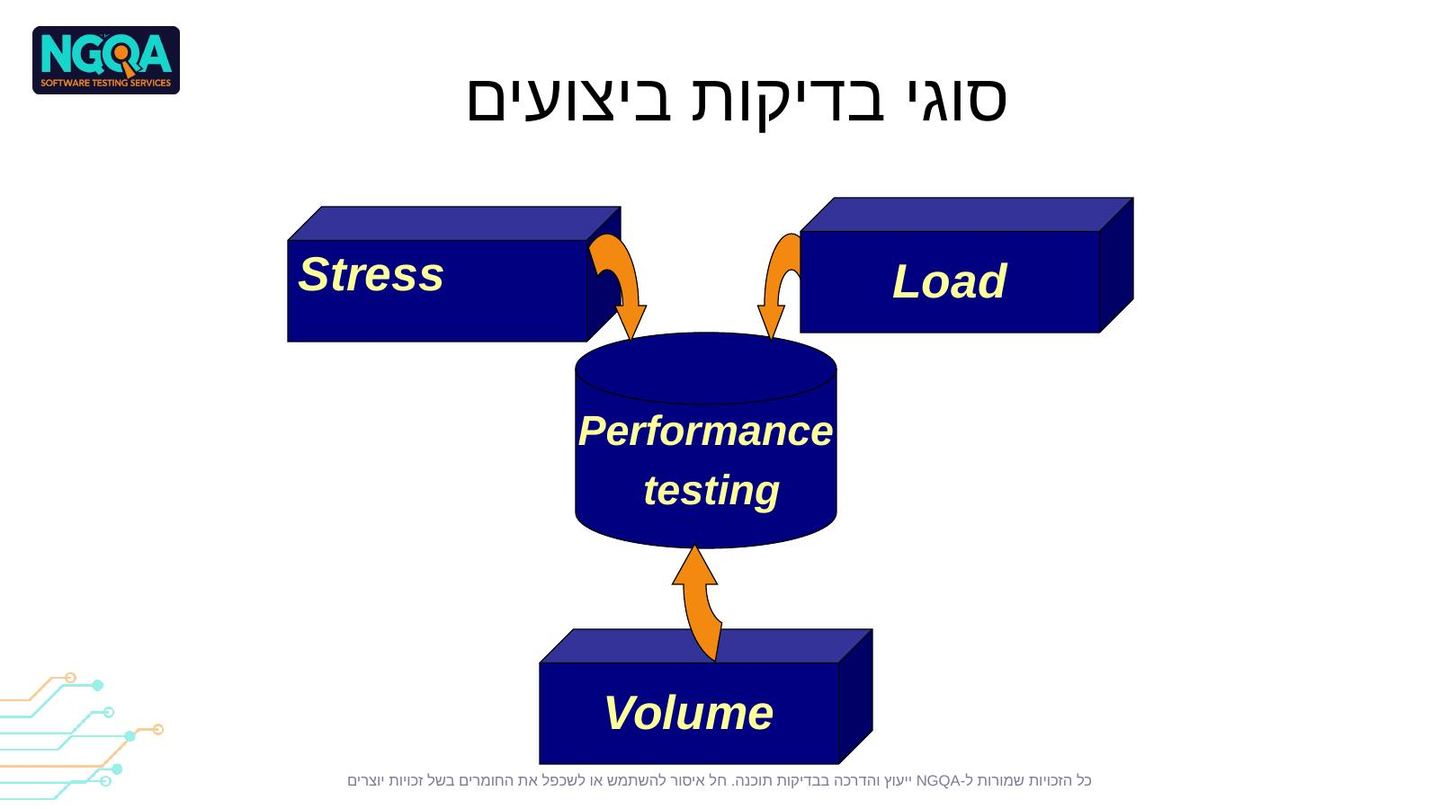 NGQA
SOFTWARE TESTING SERVICES
סוגי בדיקות ביצועים
Stress
Load
Performance
testing
Volume
כל הזכויות שמורות ל-NGQA ייעוץ והדרכה בבדיקות תוכנה. חל איסור להשתמש או לשכפל את החומרים בשל זכויות יוצרים